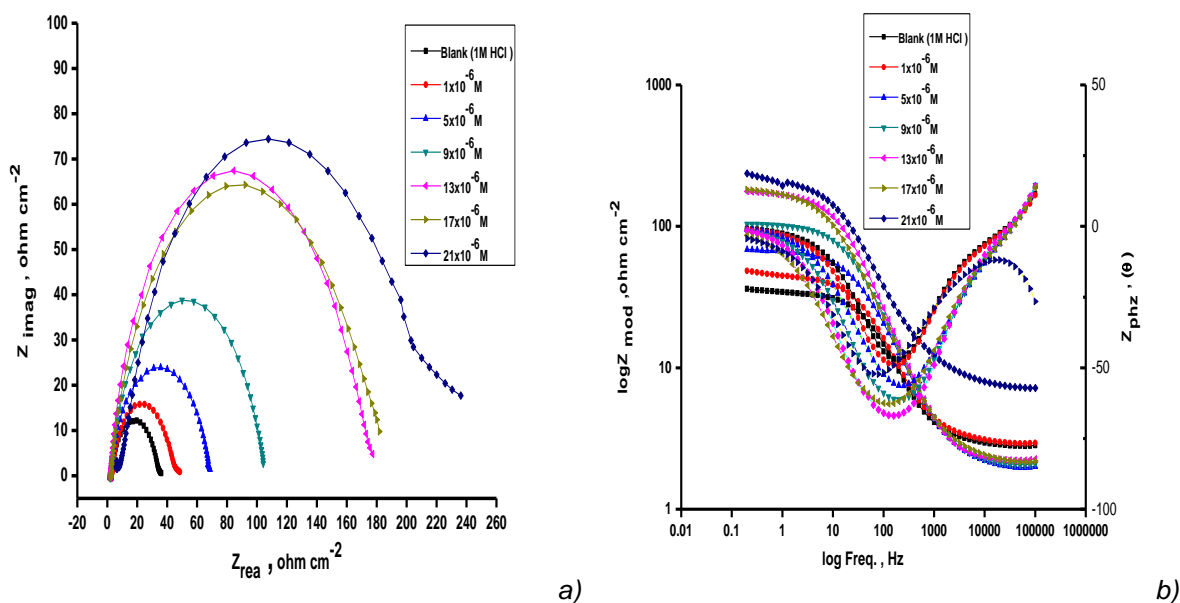 100
90
80
70
60
50
40
30
20
10
0
Z imag , ohm cm-2
-20 0 20 40 60 80 100 120 140 160 180 200 220 240 260
Zrea , ohm cm-2
Blank (1M HCl )
1x10-6M
5x10-6M
9x10-6M
13x10-6M
17x10-6M
21x10-6M
a)
1000
100
10
1
logZ mod ,ohm cm-2
0.01 0.1 1 10 100 1000 10000 100000 1000000
log Freq. , Hz
Blank (1M HCl )
1x10-6M
5x10-6M
9x10-6M
13x10-6M
17x10-6M
21x10-6M
50
0
-50
-100
Zphz , (θ)
b)